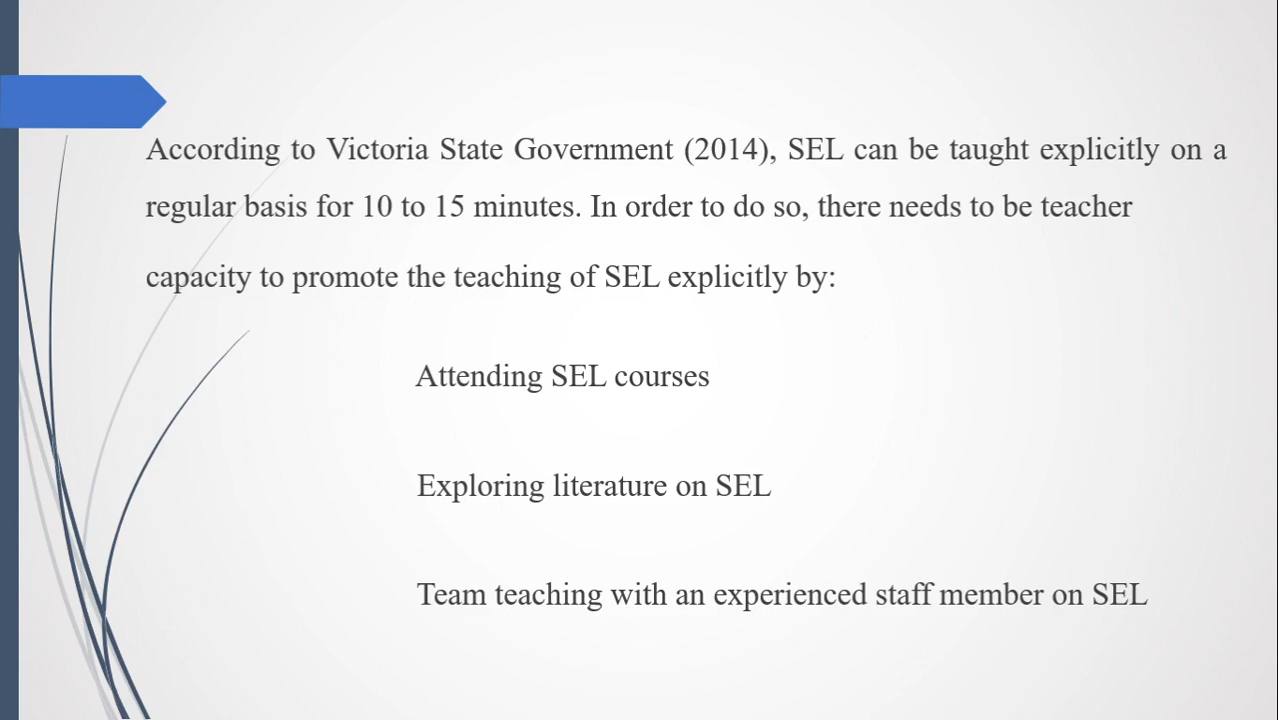 According to Victoria State Government (2014), SEL can be taught explicitly on a
regular basis for 10 to 15 minutes. In order to do so, there needs to be teacher
capacity to promote the teaching of SEL explicitly by:
Attending SEL courses
Exploring literature on SEL
Team teaching with an experienced staff member on SEL